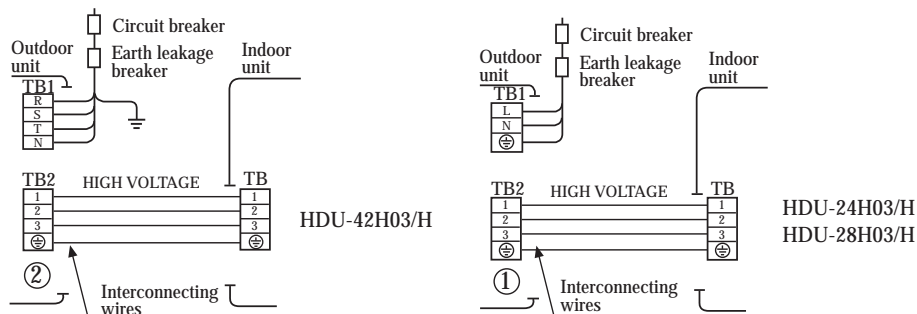 Circuit breaker
Outdoor
unit
Earth leakage
breaker
Indoor
unit
TB1
R
S
T
N
TB2
HIGH VOLTAGE
TB
1
1
2
2
3
3
HDU-42H03/H
②
Interconnecting
wires
Circuit breaker
Outdoor
unit
Earth leakage
breaker
Indoor
unit
TB1
L
N
TB2
HIGH VOLTAGE
TB
1
1
2
2
3
3
HDU-24H03/H
HDU-28H03/H
①
Interconnecting
wires